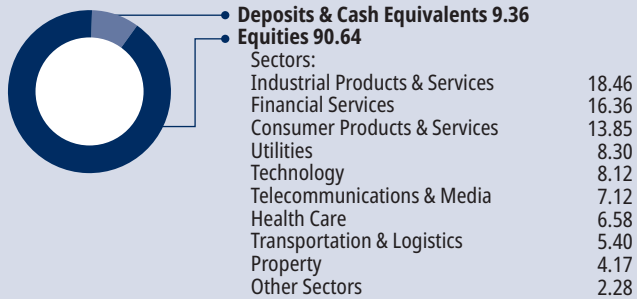 Deposits & Cash Equivalents 9.36
Equities 90.64
Sectors:
Industrial Products & Services 18.46
Financial Services 16.36
Consumer Products & Services 13.85
Utilities 8.30
Technology 8.12
Telecommunications & Media 7.12
Health Care 6.58
Transportation & Logistics 5.40
Property 4.17
Other Sectors 2.28